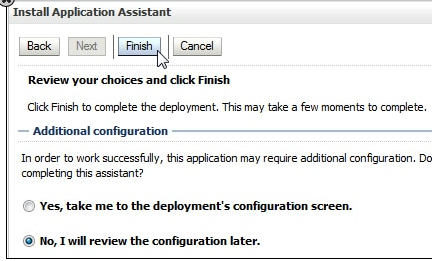 Install Application Assistant
Back Next Finish Cancel
Review your choices and click Finish
Click Finish to complete the deployment. This may take a few moments to complete.
Additional configuration
In order to work successfully, this application may require additional configuration. Do
completing this assistant?
Yes, take me to the deployment's configuration screen.
No, I will review the configuration later.